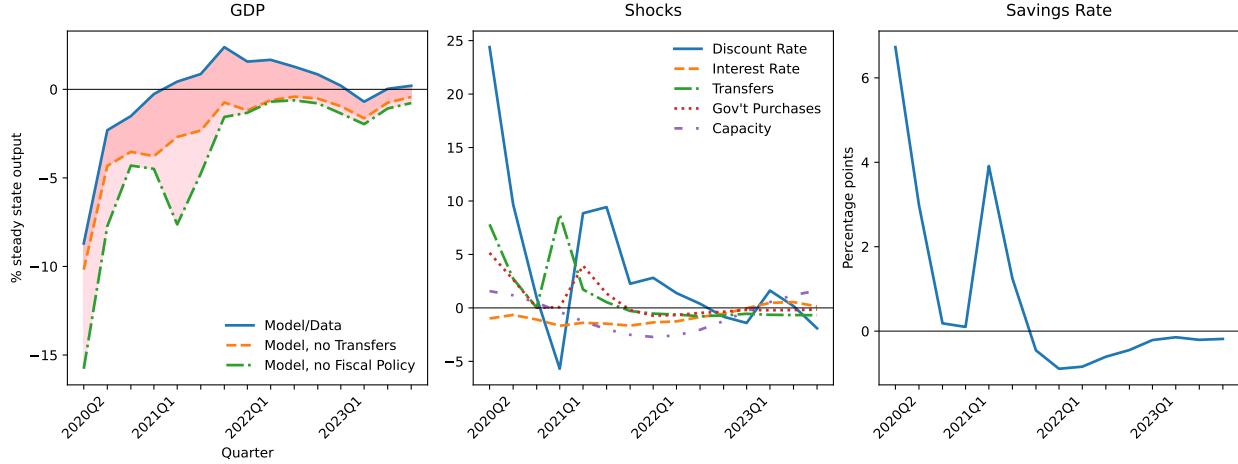 GDP
% steady state output
0
−5
−10
−15
Model/Data
Model, no Transfers
Model, no Fiscal Policy
2020Q2
2021Q1
2022Q1
2023Q1
Quarter
Shocks
25
20
15
10
5
0
−5
Discount Rate
Interest Rate
Transfers
Gov't Purchases
Capacity
2020Q2
2021Q1
2022Q1
2023Q1
Savings Rate
Percentage points
6
4
2
0
2020Q2
2021Q1
2022Q1
2023Q1